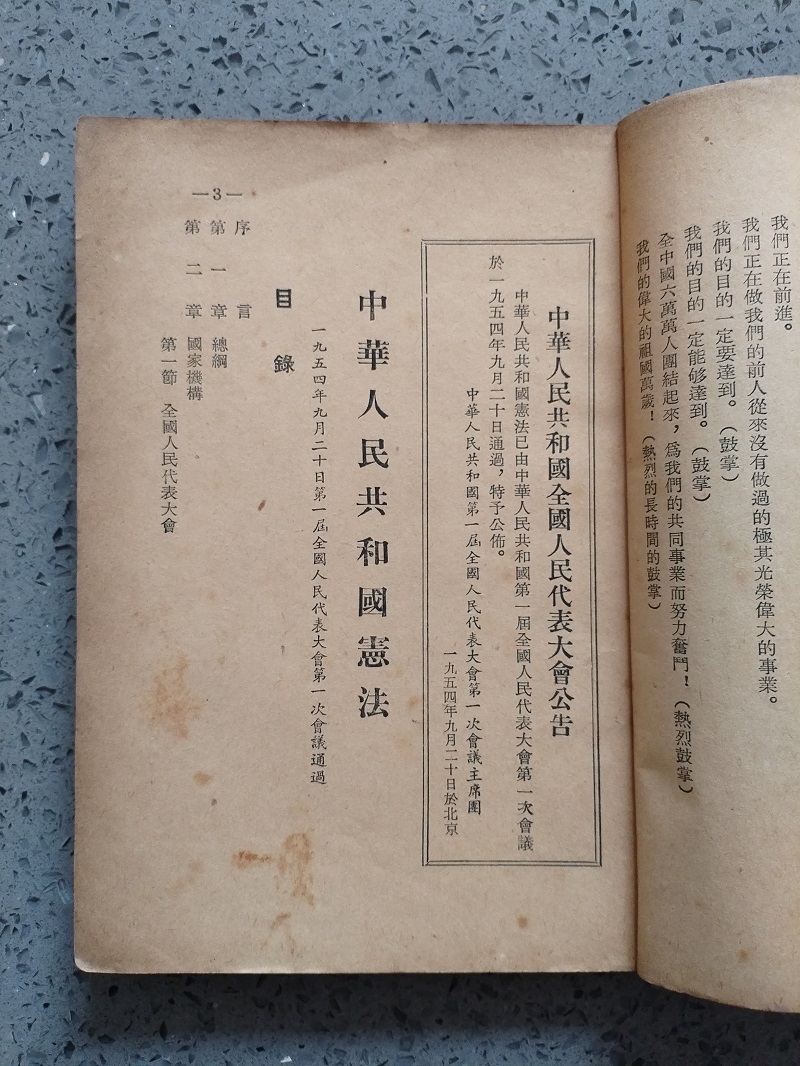 我們正在前進。
我們正在做我們的前人從來沒有做過的極其光榮偉大的事業。
我們的目的一定要達到。(鼓掌)
我們的目的一定能够達到。(鼓掌)
全中國六萬萬人團結起來，爲我們的共同事業而努力奮鬥！(熱烈鼓掌)
我們的偉大的祖國萬歲！(熱烈的長時間的鼓掌)
中華人民共和國全國人民代表大會公告
中華人民共和國憲法已由中華人民共和國第一屆全國人民代表大會第一次會議
於一九五四年九月二十日通過，特予公佈。
中華人民共和國第一屆全國人民代表大會第一次會議主席團
一九五四年九月二十日於北京
中華人民共和國憲法
一九五四年九月二十日第一屆全國人民代表大會第一次會議通過
目錄
序言
第一章 總綱
第二章 國家機構
第一節 全國人民代表大會
—3—